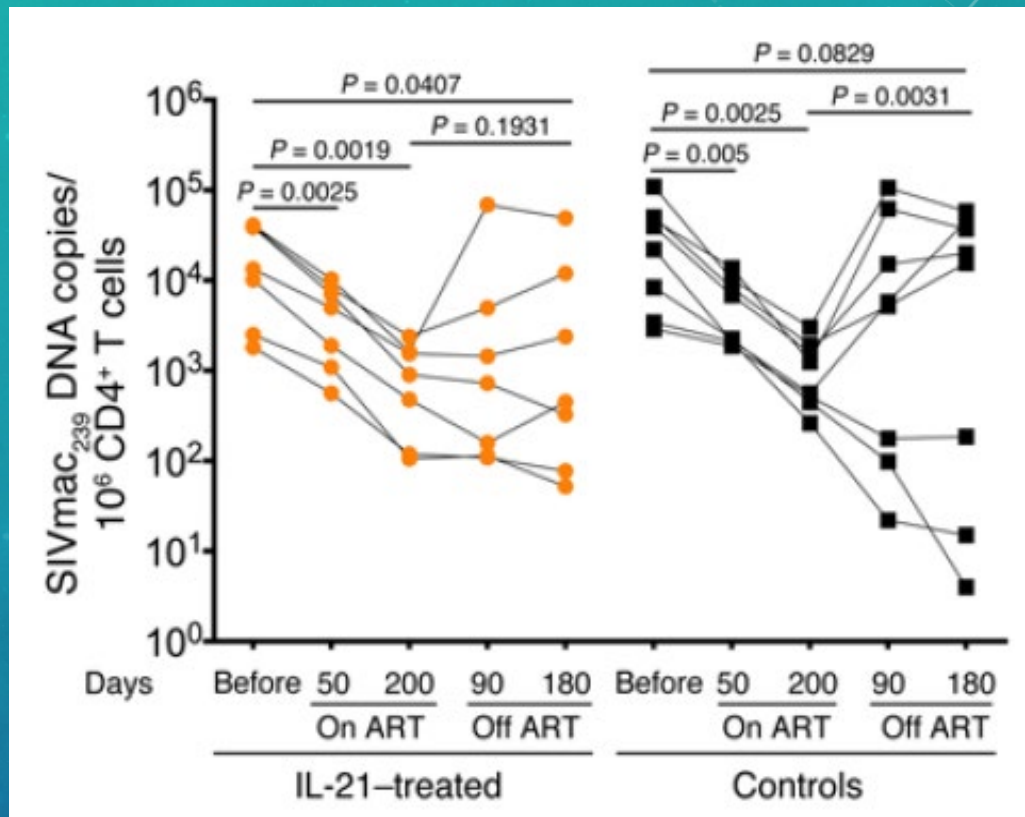 P = 0.0829
P = 0.0407
P = 0.0025
P = 0.0031
P = 0.0019
P = 0.1931
P = 0.0025
P = 0.005
10⁶
10⁵
10⁴
10³
10²
10¹
10⁰
SIVmac₂₃₉ DNA copies/
10⁶ CD4⁺ T cells
Days Before 50 200 90 180 Before 50 200 90 180
On ART Off ART On ART Off ART
IL-21–treated Controls